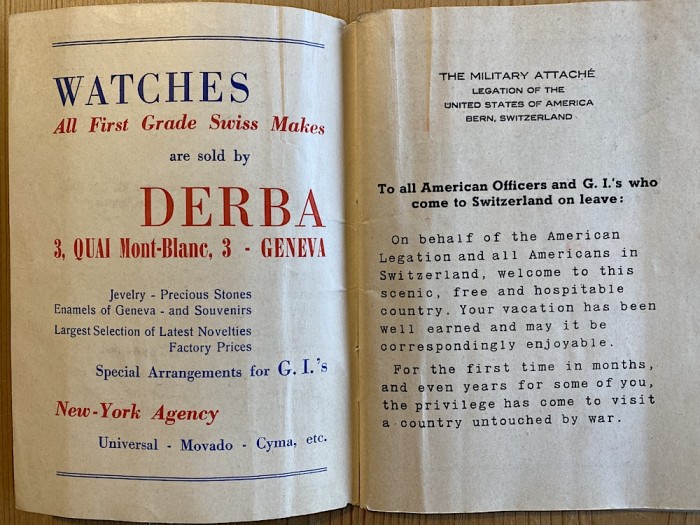 WATCHES
All First Grade Swiss Makes
are sold by
DERBA
3, QUAI Mont-Blanc, 3 - GENEVA
Jewelry - Precious Stones
Enamels of Geneva - and Souvenirs
Largest Selection of Latest Novelties
Factory Prices
Special Arrangements for G. I.'s
New-York Agency
Universal - Movado - Cyma, etc.
THE MILITARY ATTACHÉ
LEGATION OF THE
UNITED STATES OF AMERICA
BERN, SWITZERLAND
To all American Officers and G. I.'s who
come to Switzerland on leave:
On behalf of the American
Legation and all Americans in
Switzerland, welcome to this
scenic, free and hospitable
country. Your vacation has been
well earned and may it be
correspondingly enjoyable.
For the first time in months,
and even years for some of you,
the privilege has come to visit
a country untouched by war.